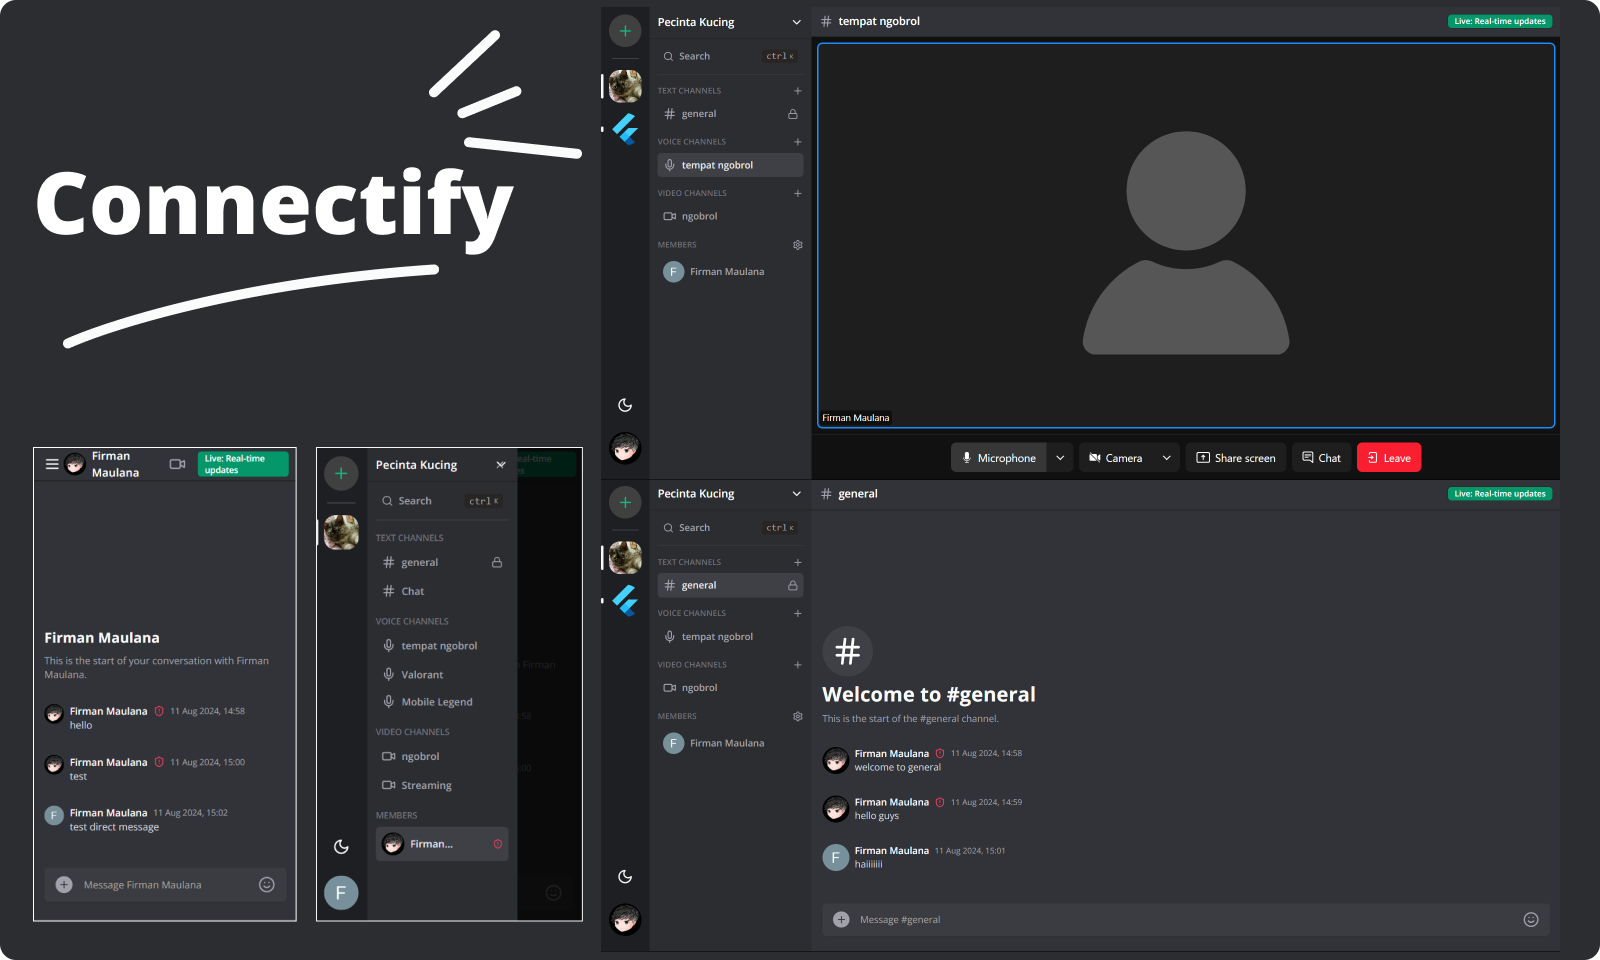 Connectify
Firman
Maulana
Live: Real-time
updates
Firman Maulana
This is the start of your conversation with Firman
Maulana.
Firman Maulana 11 Aug 2024, 14:58
hello
Firman Maulana 11 Aug 2024, 15:00
test
F Firman Maulana 11 Aug 2024, 15:02
test direct message
Message Firman Maulana
Pecinta Kucing
Search ctrl K
TEXT CHANNELS
# general
# Chat
VOICE CHANNELS
tempat ngobrol
Valorant
Mobile Legend
VIDEO CHANNELS
ngobrol
Streaming
MEMBERS
Firman...
F
Pecinta Kucing
Search ctrl K
TEXT CHANNELS
# general
VOICE CHANNELS
tempat ngobrol
VIDEO CHANNELS
ngobrol
MEMBERS
F Firman Maulana
# tempat ngobrol
Live: Real-time updates
Firman Maulana
Microphone Camera Share screen Chat Leave
Pecinta Kucing
Search ctrl K
TEXT CHANNELS
# general
VOICE CHANNELS
tempat ngobrol
VIDEO CHANNELS
ngobrol
MEMBERS
F Firman Maulana
# general
Live: Real-time updates
#
Welcome to #general
This is the start of the #general channel.
Firman Maulana 11 Aug 2024, 14:58
welcome to general
Firman Maulana 11 Aug 2024, 14:59
hello guys
F Firman Maulana 11 Aug 2024, 15:01
haiiiiiii
Message #general